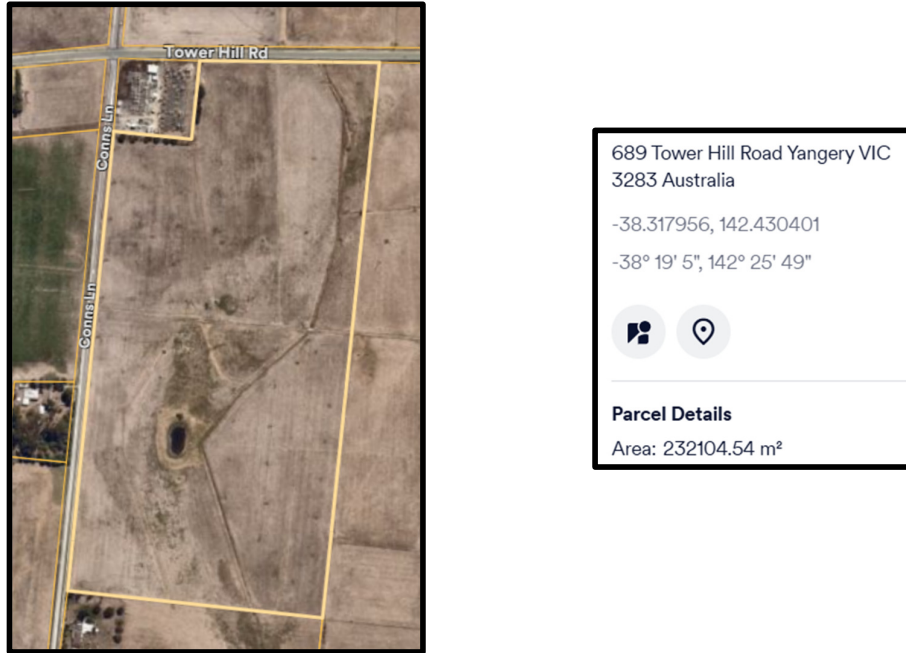 Tower Hill Rd
Conns Ln
Conns Ln
689 Tower Hill Road Yangery VIC
3283 Australia
-38.317956, 142.430401
-38° 19' 5", 142° 25' 49"
Parcel Details
Area: 232104.54 m²